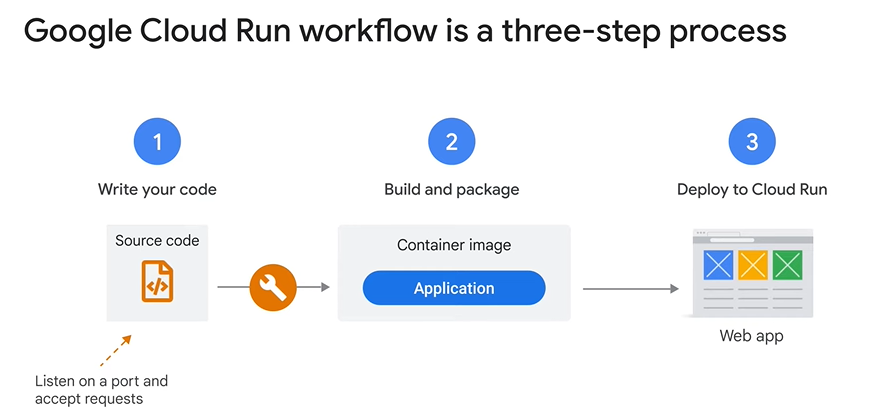 Google Cloud Run workflow is a three-step process
1
2
3
Write your code
Build and package
Deploy to Cloud Run
Source code
</>
Container image
Application
Web app
Listen on a port and
accept requests